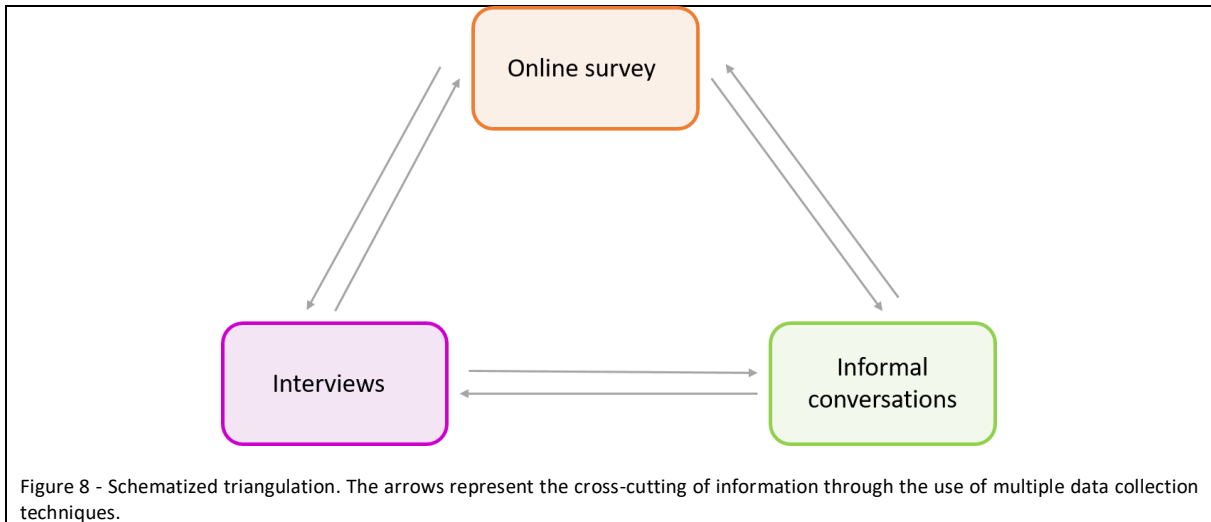 Online survey
Interviews
Informal
conversations
Figure 8 - Schematized triangulation. The arrows represent the cross-cutting of information through the use of multiple data collection
techniques.